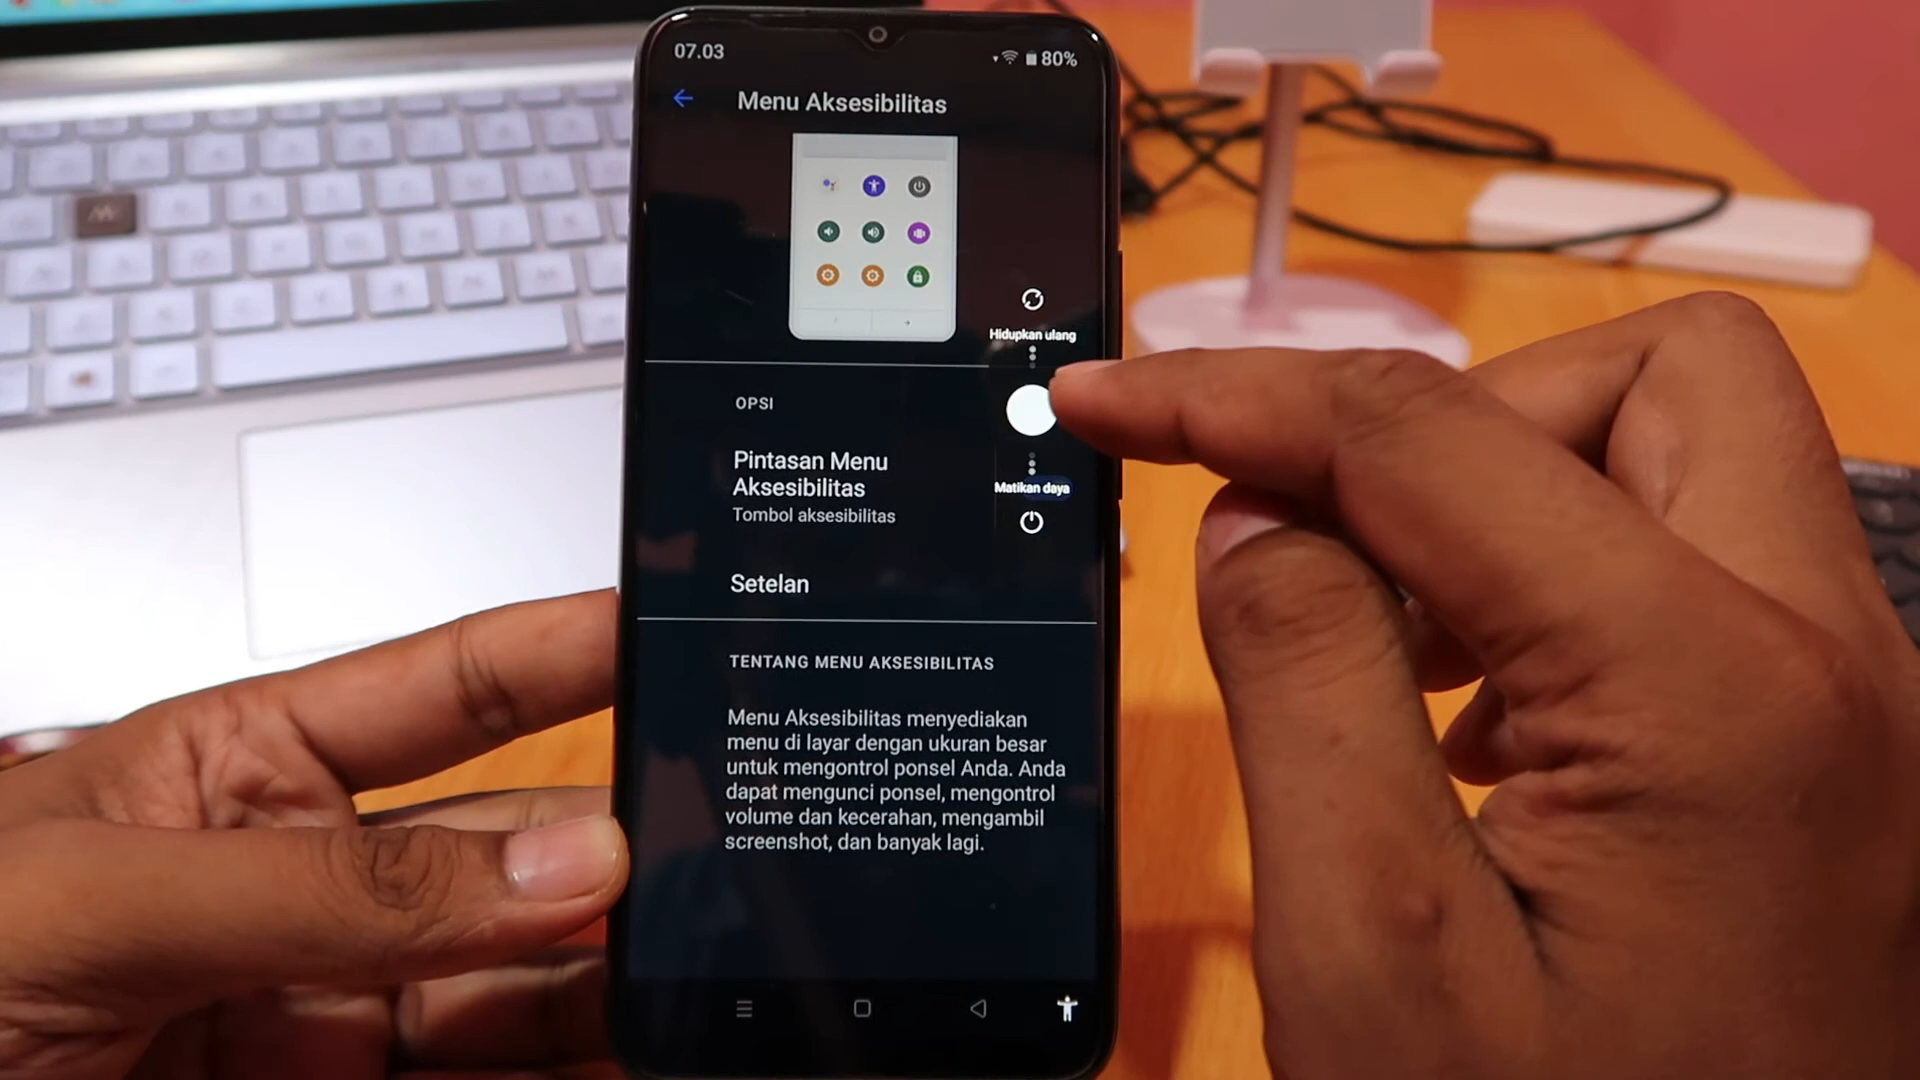 07.03
80%
Menu Aksesibilitas
Hidupkan ulang
OPSI
Pintasan Menu
Aksesibilitas
Tombol aksesibilitas
Matikan daya
Setelan
TENTANG MENU AKSESIBILITAS
Menu Aksesibilitas menyediakan
menu di layar dengan ukuran besar
untuk mengontrol ponsel Anda. Anda
dapat mengunci ponsel, mengontrol
volume dan kecerahan, mengambil
screenshot, dan banyak lagi.